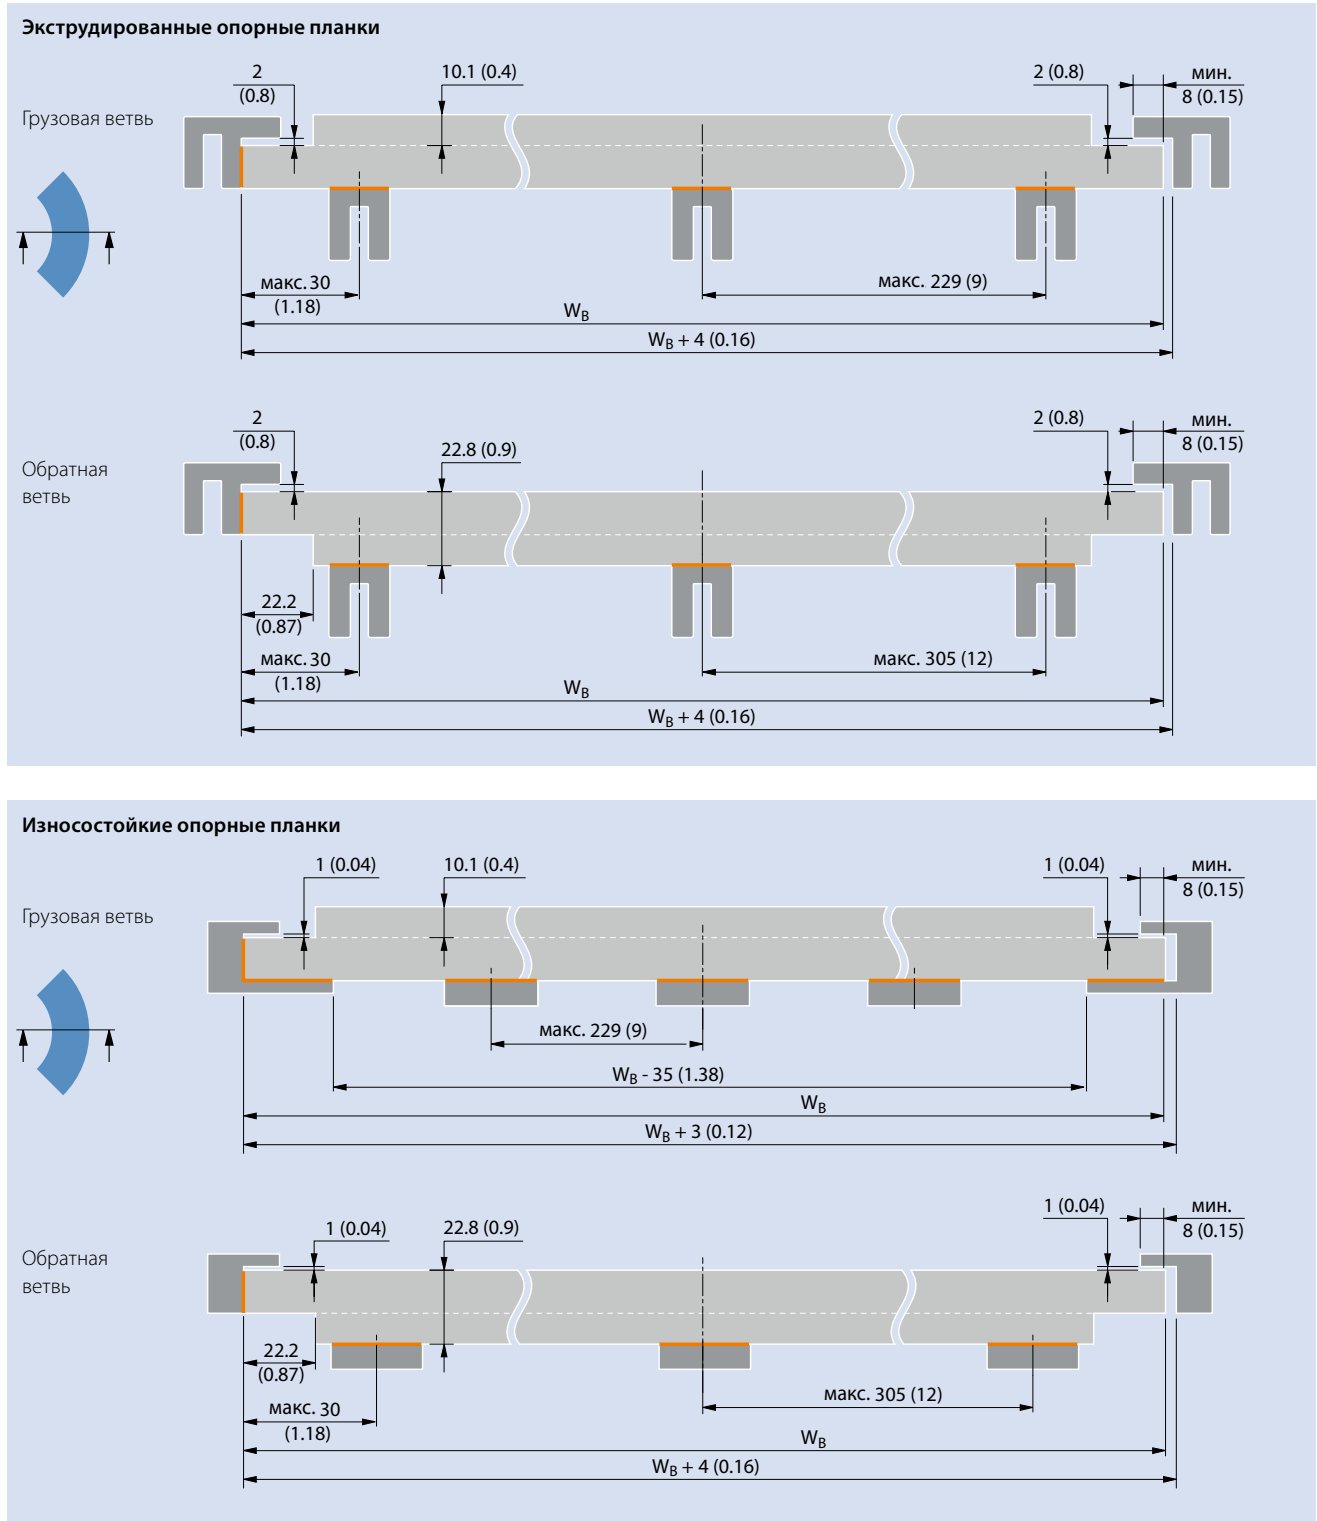 Экструдированные опорные планки
2
(0.8)
10.1 (0.4)
2 (0.8)
мин.
8 (0.15)
Грузовая ветвь
макс. 30
(1.18)
макс. 229 (9)
WB
WB + 4 (0.16)
2
(0.8)
22.8 (0.9)
2 (0.8)
мин.
8 (0.15)
Обратная
ветвь
22.2
(0.87)
макс. 30
(1.18)
макс. 305 (12)
WB
WB + 4 (0.16)
Износостойкие опорные планки
1 (0.04)
10.1 (0.4)
1 (0.04)
мин.
8 (0.15)
Грузовая ветвь
макс. 229 (9)
WB - 35 (1.38)
WB
WB + 3 (0.12)
1 (0.04)
22.8 (0.9)
1 (0.04)
мин.
8 (0.15)
Обратная
ветвь
22.2
(0.87)
макс. 30
(1.18)
макс. 305 (12)
WB
WB + 4 (0.16)